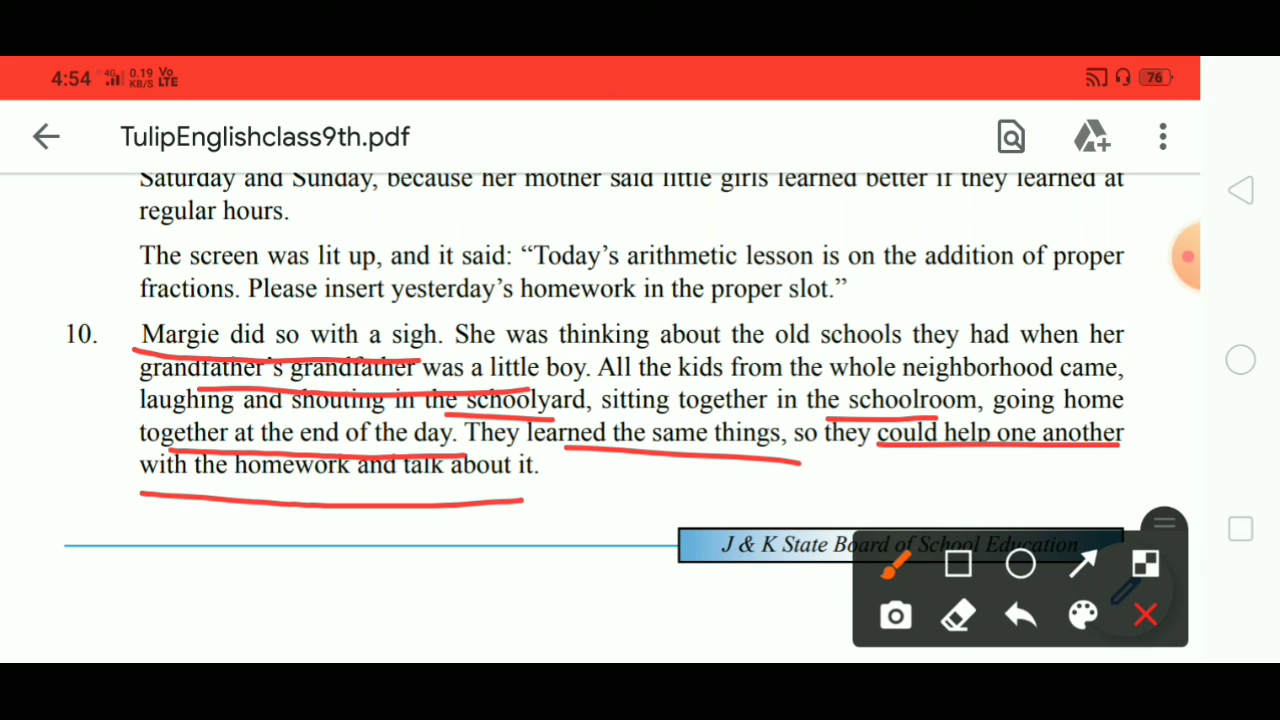 4:54 4G 0.19 KB/S Vo LTE 76
TulipEnglishclass9th.pdf
Saturday and Sunday, because her mother said little girls learned better if they learned at
regular hours.
The screen was lit up, and it said: “Today’s arithmetic lesson is on the addition of proper
fractions. Please insert yesterday’s homework in the proper slot.”
10. Margie did so with a sigh. She was thinking about the old schools they had when her
grandfather’s grandfather was a little boy. All the kids from the whole neighborhood came,
laughing and shouting in the schoolyard, sitting together in the schoolroom, going home
together at the end of the day. They learned the same things, so they could help one another
with the homework and talk about it.
J & K State Board of School Education